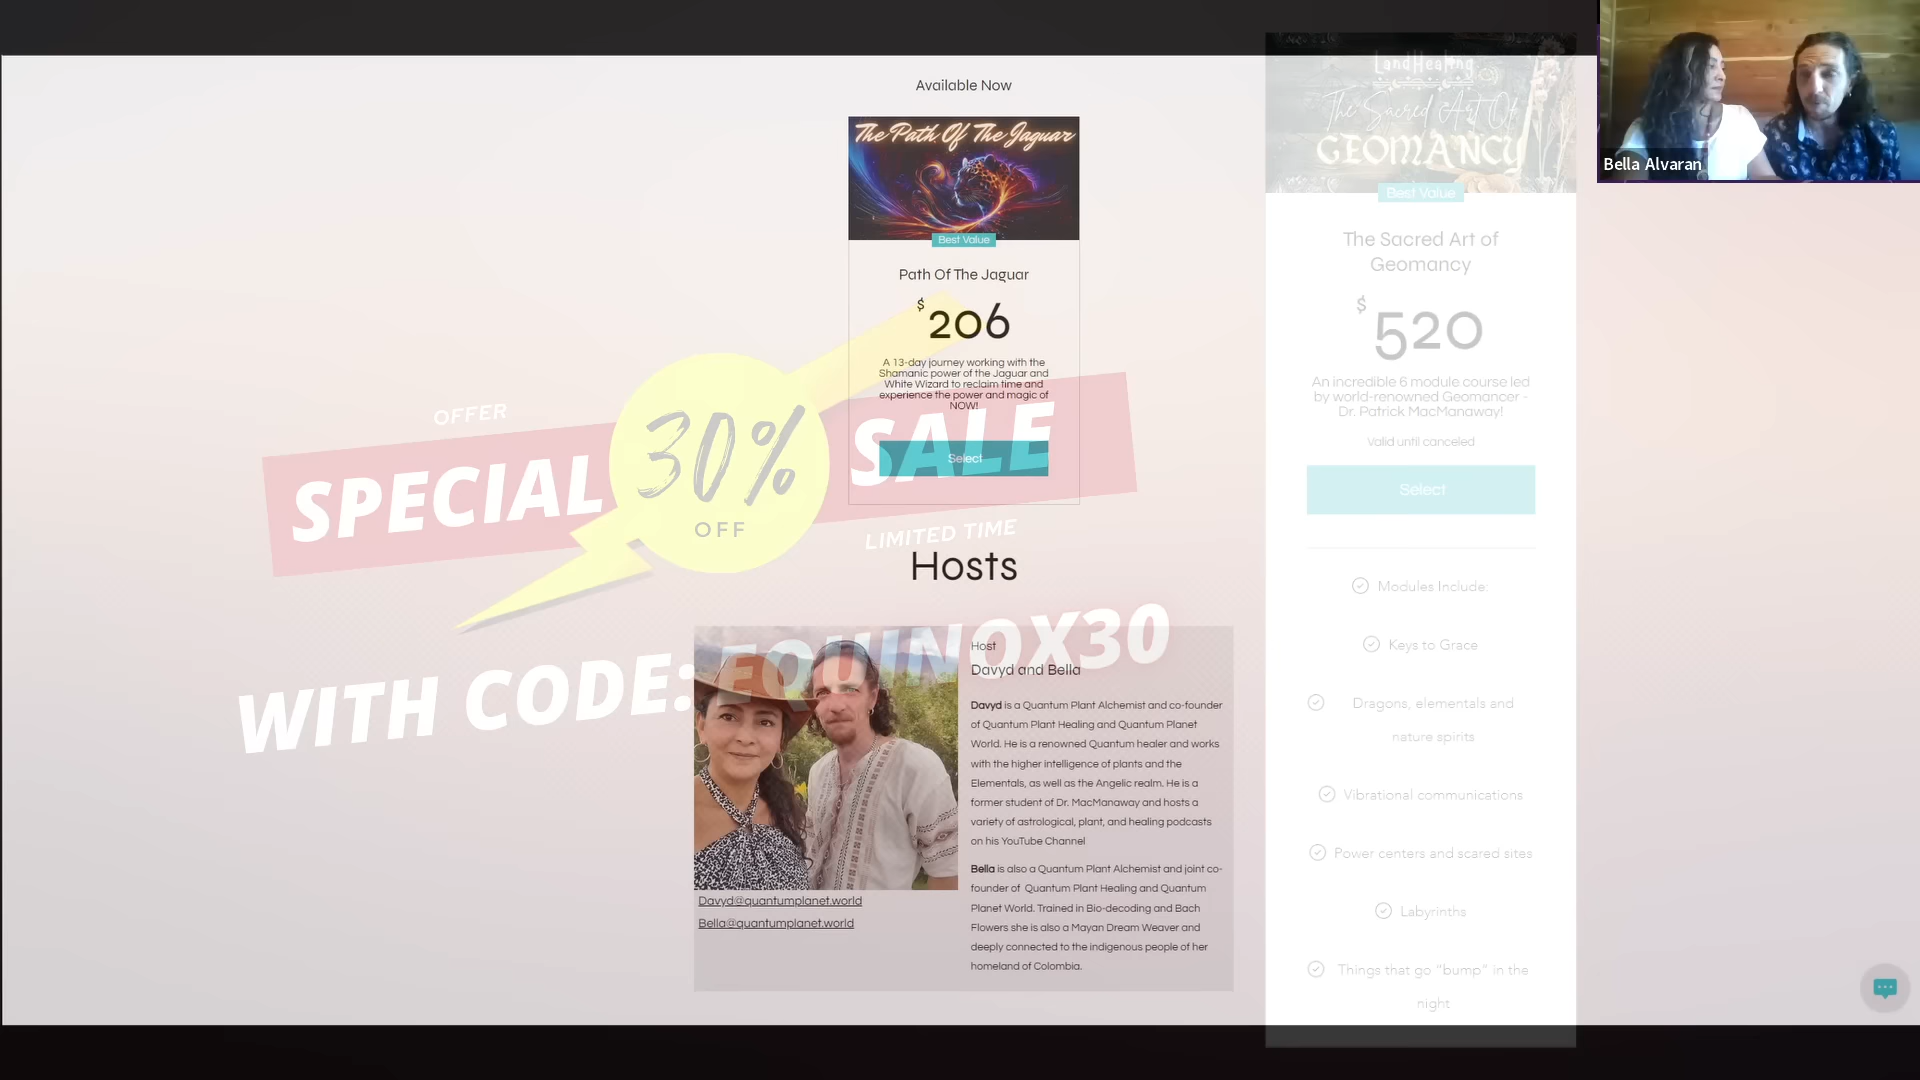 Available Now
The Path Of The Jaguar
Best Value
Path Of The Jaguar
$
206
A 13-day journey working with the
Shamanic power of the Jaguar and
White Wizard to reclaim time and
experience the power and magic of
NOW!
Select
OFFER
SPECIAL
30%
OFF
SALE
LIMITED TIME
WITH CODE: EQUINOX30
Hosts
Host
Davyd and Bella
Davyd is a Quantum Plant Alchemist and co-founder
of Quantum Plant Healing and Quantum Planet
World. He is a renowned Quantum healer and works
with the higher intelligence of plants and the
Elementals, as well as the Angelic realm. He is a
former student of Dr. MacManaway and hosts a
variety of astrological, plant, and healing podcasts
on his YouTube Channel
Bella is also a Quantum Plant Alchemist and joint co-
founder of Quantum Plant Healing and Quantum
Planet World. Trained in Bio-decoding and Bach
Flowers she is also a Mayan Dream Weaver and
deeply connected to the indigenous people of her
homeland of Colombia.
Davyd@quantumplanet.world
Bella@quantumplanet.world
LandHealing
The Sacred Art Of
GEOMANCY
Best Value
The Sacred Art of
Geomancy
$
520
An incredible 6 module course led
by world-renowned Geomancer -
Dr. Patrick MacManaway!
Valid until canceled
Select
Modules Include:
Keys to Grace
Dragons, elementals and
nature spirits
Vibrational communications
Power centers and scared sites
Labyrinths
Things that go "bump" in the
night
Bella Alvaran